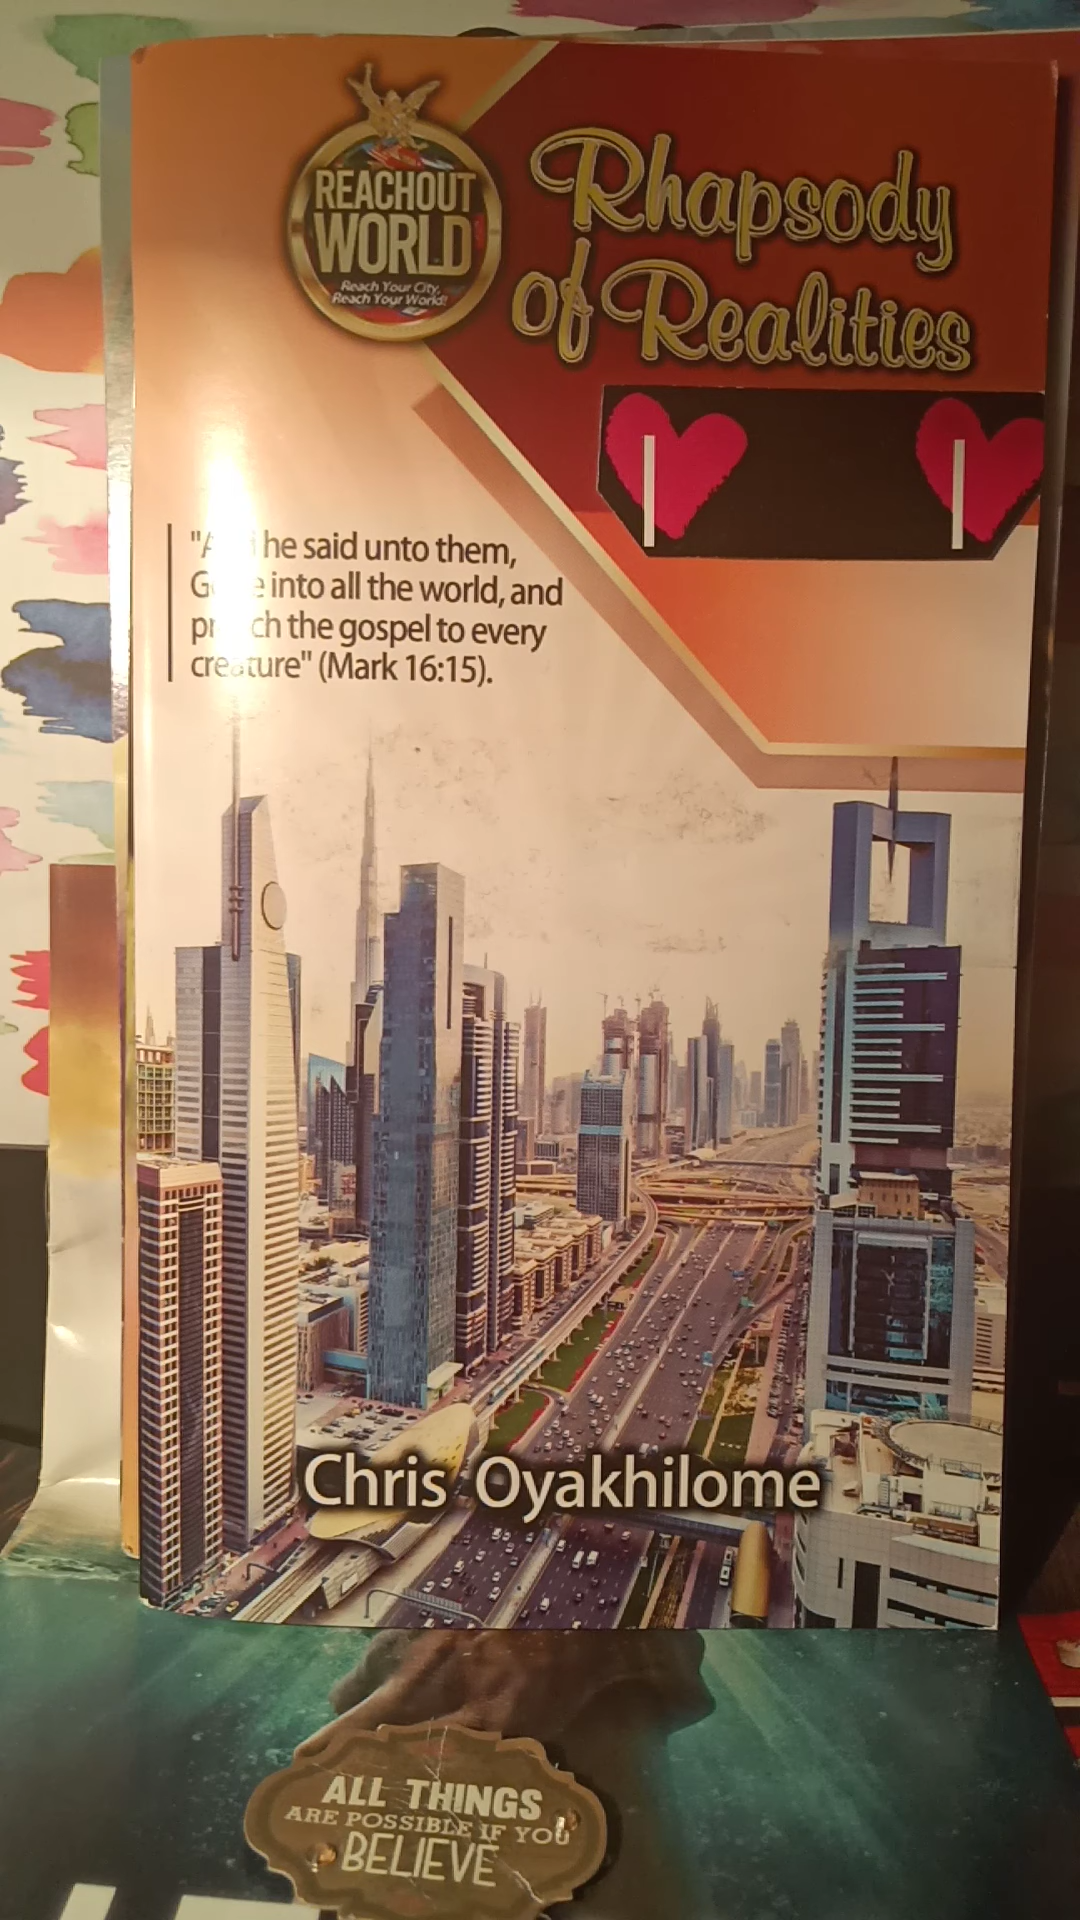 REACHOUT
WORLD
Reach Your City,
Reach Your World!
Rhapsody
of Realities
he said unto them,
into all the world, and
the gospel to every
creature" (Mark 16:15).
Chris Oyakhilome
ALL THINGS
ARE POSSIBLE IF YOU
BELIEVE